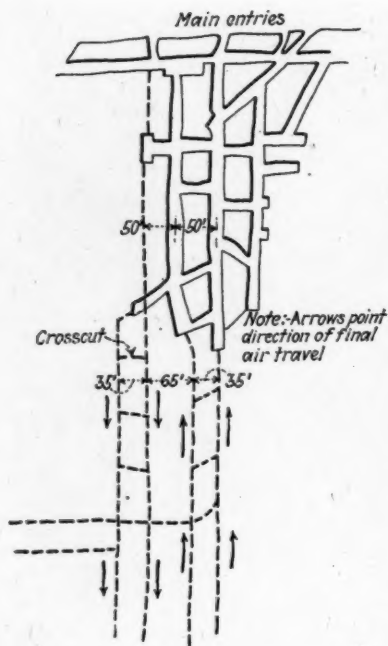 Main entries
50'
50'
Note:-Arrows point
direction of final
air travel
Crosscut
35'
65'
35'